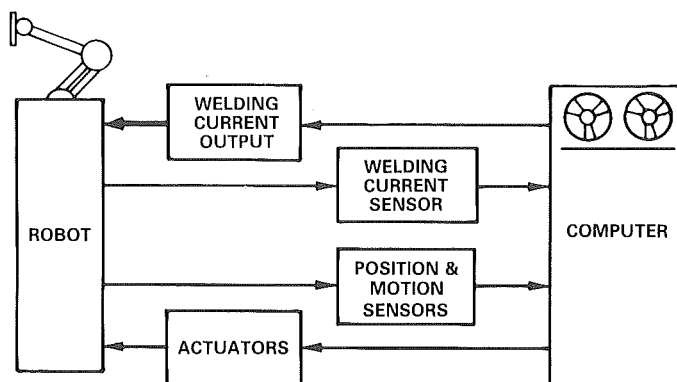 WELDING
CURRENT
OUTPUT
WELDING
CURRENT
SENSOR
ROBOT
COMPUTER
POSITION &
MOTION
SENSORS
ACTUATORS